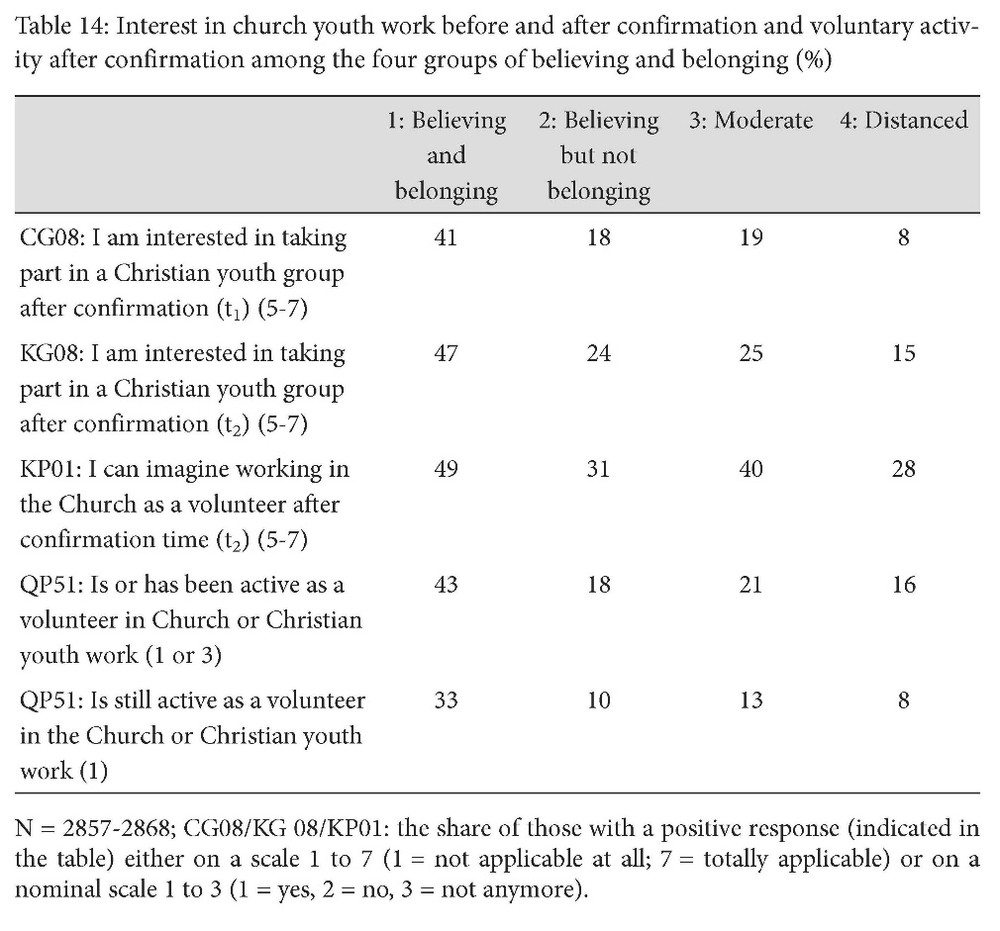 Table 14: Interest in church youth work before and after confirmation and voluntary activ-
ity after confirmation among the four groups of believing and belonging (%)
1: Believing and belonging 2: Believing but not belonging 3: Moderate 4: Distanced
CG08: I am interested in taking 41 18 19 8
part in a Christian youth group
after confirmation (t₁) (5-7)
KG08: I am interested in taking 47 24 25 15
part in a Christian youth group
after confirmation (t₂) (5-7)
KP01: I can imagine working in 49 31 40 28
the Church as a volunteer after
confirmation time (t₂) (5-7)
QP51: Is or has been active as a 43 18 21 16
volunteer in Church or Christian
youth work (1 or 3)
QP51: Is still active as a volunteer 33 10 13 8
in the Church or Christian youth
work (1)
N = 2857-2868; CG08/KG 08/KP01: the share of those with a positive response (indicated in
the table) either on a scale 1 to 7 (1 = not applicable at all; 7 = totally applicable) or on a
nominal scale 1 to 3 (1 = yes, 2 = no, 3 = not anymore).